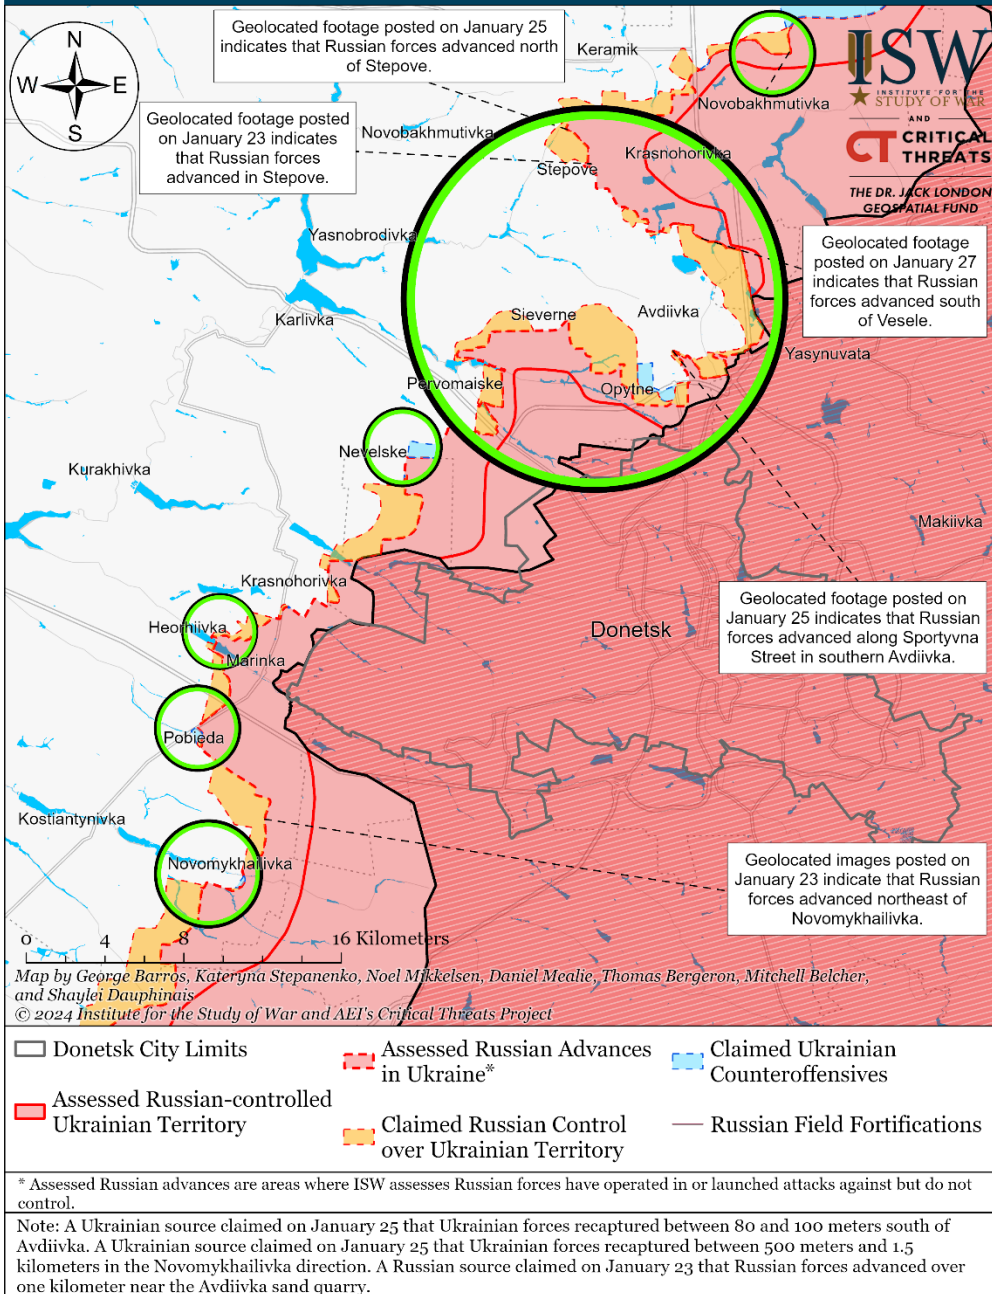 Geolocated footage posted on January 25
indicates that Russian forces advanced north
of Stepove.
N
W
E
S
Keramik
ISW
INSTITUTE FOR THE
STUDY OF WAR
AND
CT CRITICAL
THREATS
THE DR. JACK LONDON
GEOSPATIAL FUND
Novobakhmutivka
Geolocated footage posted
on January 23 indicates
that Russian forces
advanced in Stepove.
Novobakhmutivka
Krasnohorivka
Stepove
Yasnobrodivka
Geolocated footage
posted on January 27
indicates that Russian
forces advanced south
of Vesele.
Karlivka
Sieverne
Avdiivka
Yasynuvata
Pervomaiske
Opytne
Nevelske
Kurakhivka
Makiivka
Krasnohorivka
Geolocated footage posted on
January 25 indicates that Russian
forces advanced along Sportyvna
Street in southern Avdiivka.
Heorhiivka
Donetsk
Marinka
Pobieda
Kostiantynivka
Novomykhailivka
Geolocated images posted on
January 23 indicate that Russian
forces advanced northeast of
Novomykhailivka.
0 4 8 16 Kilometers
Map by George Barros, Kateryna Stepanenko, Noel Mikkelsen, Daniel Mealie, Thomas Bergeron, Mitchell Belcher,
and Shaylei Dauphinais
© 2024 Institute for the Study of War and AEI's Critical Threats Project
Donetsk City Limits
Assessed Russian-controlled
Ukrainian Territory
Assessed Russian Advances
in Ukraine*
Claimed Russian Control
over Ukrainian Territory
Claimed Ukrainian
Counteroffensives
Russian Field Fortifications
* Assessed Russian advances are areas where ISW assesses Russian forces have operated in or launched attacks against but do not
control.
Note: A Ukrainian source claimed on January 25 that Ukrainian forces recaptured between 80 and 100 meters south of
Avdiivka. A Ukrainian source claimed on January 25 that Ukrainian forces recaptured between 500 meters and 1.5
kilometers in the Novomykhailivka direction. A Russian source claimed on January 23 that Russian forces advanced over
one kilometer near the Avdiivka sand quarry.